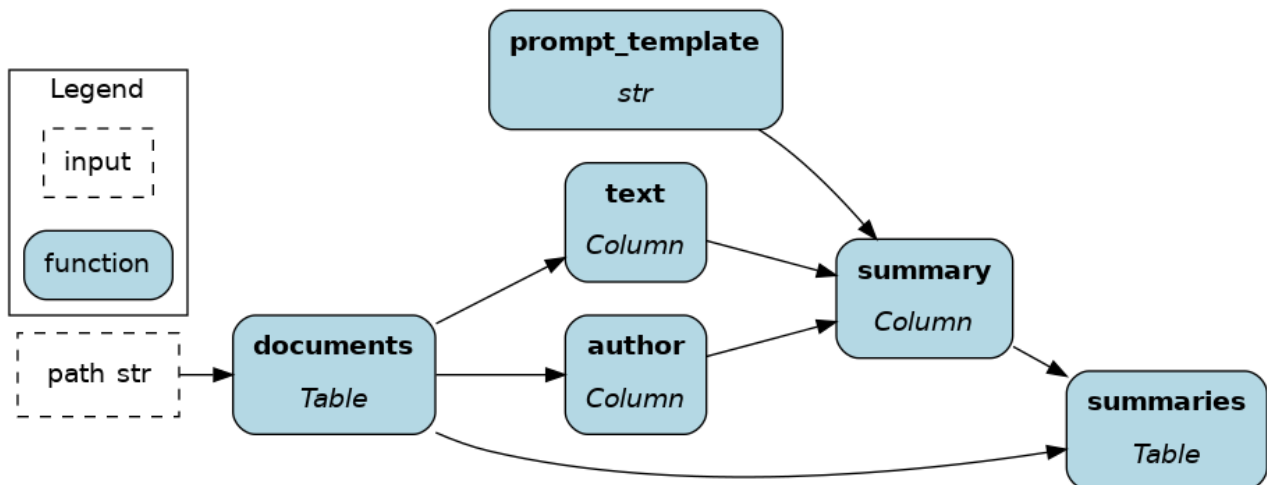 prompt_template
str
Legend
input
function
path str
documents
Table
text
Column
author
Column
summary
Column
summaries
Table